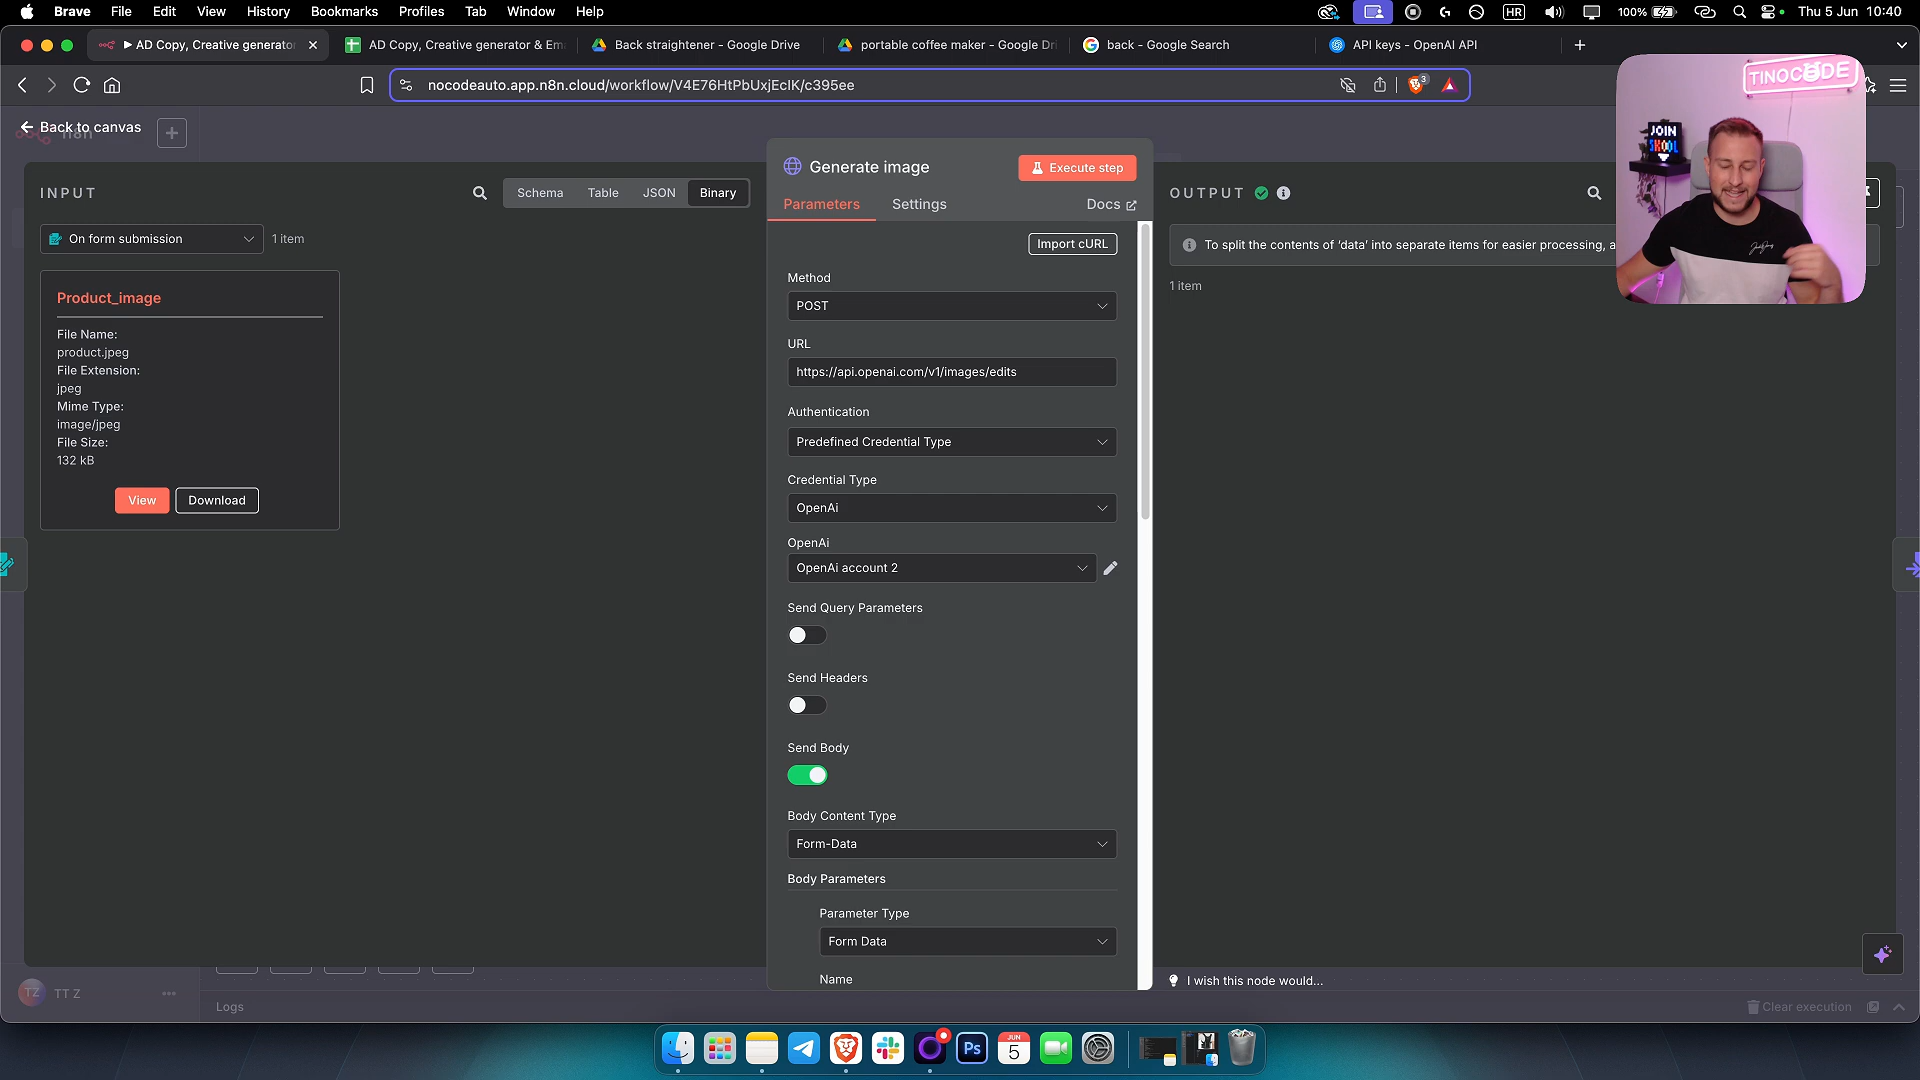 Brave File Edit View History Bookmarks Profiles Tab Window Help
HR 100% Thu 5 Jun 10:40
AD Copy, Creative generator
AD Copy, Creative generator & Em
Back straightener - Google Drive
portable coffee maker - Google Dri
back - Google Search
API keys - OpenAI API
nocodeauto.app.n8n.cloud/workflow/V4E76HtPbUxjEclK/c395ee
3
TINOCODE
JOIN
SKOOL
Back to canvas
n8n
INPUT
Schema Table JSON Binary
On form submission
1 item
Product_image
File Name:
product.jpeg
File Extension:
jpeg
Mime Type:
image/jpeg
File Size:
132 kB
View Download
Generate image
Execute step
Parameters Settings Docs
Import cURL
Method
POST
URL
https://api.openai.com/v1/images/edits
Authentication
Predefined Credential Type
Credential Type
OpenAi
OpenAi
OpenAi account 2
Send Query Parameters
Send Headers
Send Body
Body Content Type
Form-Data
Body Parameters
Parameter Type
Form Data
Name
OUTPUT
To split the contents of ‘data’ into separate items for easier processing, a
1 item
I wish this node would...
TZ TT Z
Logs
Clear execution
Ps
JUN
5